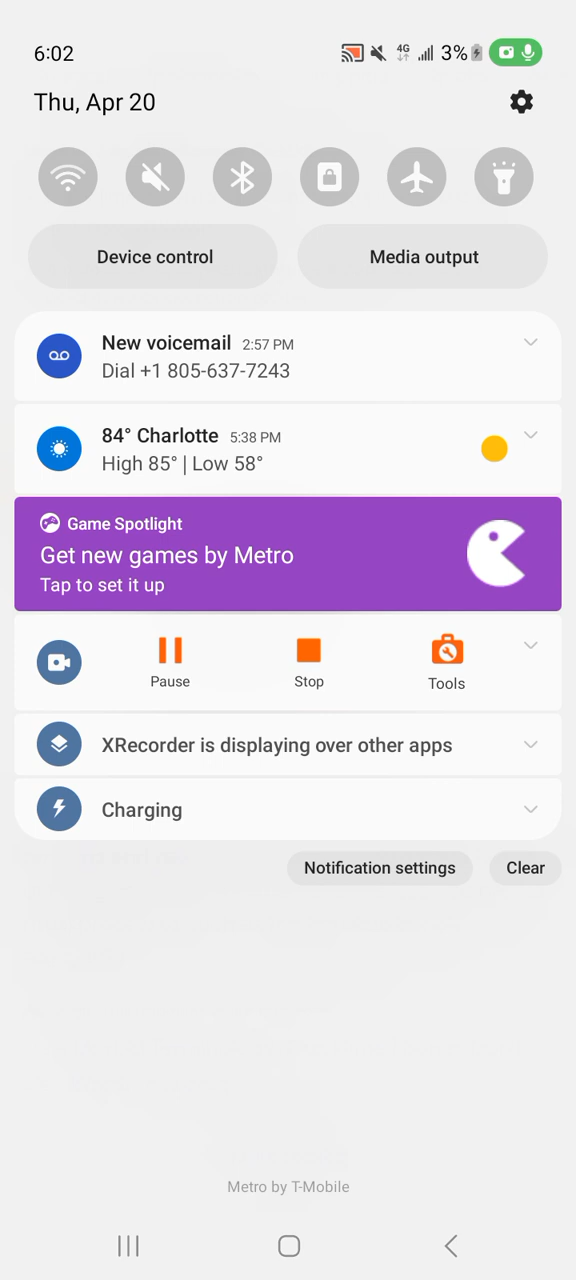 6:02
4G
3%
Thu, Apr 20
Device control
Media output
New voicemail 2:57 PM
Dial +1 805-637-7243
84° Charlotte 5:38 PM
High 85° | Low 58°
Game Spotlight
Get new games by Metro
Tap to set it up
Pause
Stop
Tools
XRecorder is displaying over other apps
Charging
Notification settings
Clear
Metro by T-Mobile